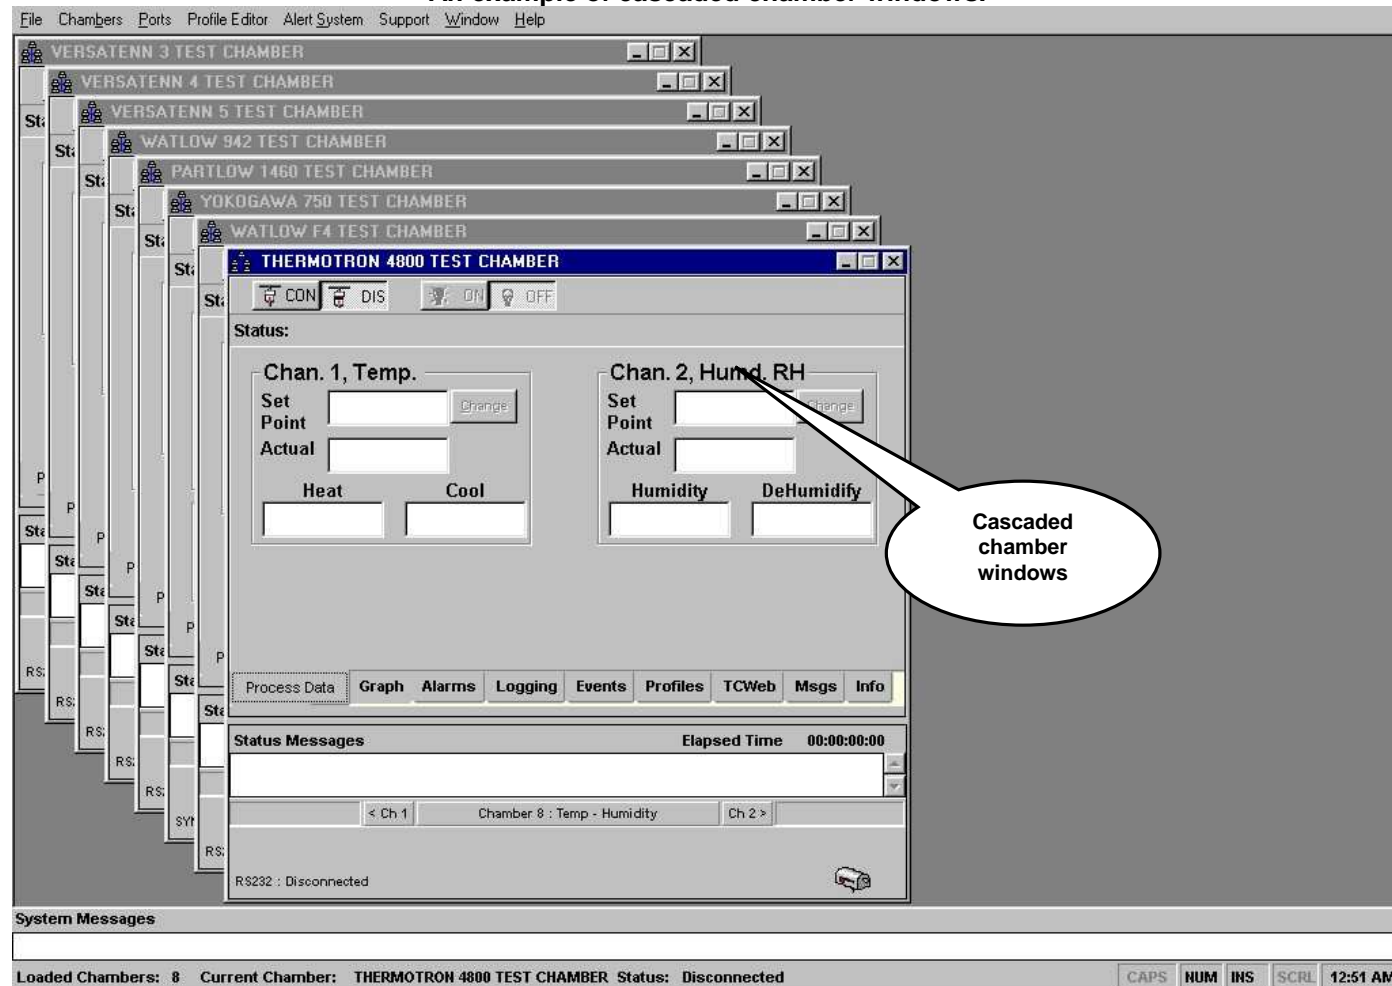 An example of cascaded chamber windows.
File Chambers Ports Profile Editor Alert System Support Window Help
VERSATENN 3 TEST CHAMBER
VERSATENN 4 TEST CHAMBER
VERSATENN 5 TEST CHAMBER
WATLOW 942 TEST CHAMBER
PARTLOW 1460 TEST CHAMBER
YOKOGAWA 750 TEST CHAMBER
WATLOW F4 TEST CHAMBER
THERMOTRON 4800 TEST CHAMBER
CON DIS ON OFF
Status:
Chan. 1, Temp. Chan. 2, Humd. RH
Set Point Change Set Point Change
Actual Actual
Heat Cool Humidity DeHumidify
Cascaded
chamber
windows
Process Data Graph Alarms Logging Events Profiles TCWeb Msgs Info
Status Messages Elapsed Time 00:00:00:00
< Ch 1 Chamber 8 : Temp - Humidity Ch 2 >
RS232 : Disconnected
System Messages
Loaded Chambers: 8 Current Chamber: THERMOTRON 4800 TEST CHAMBER Status: Disconnected CAPS NUM INS SCRL 12:51 AM